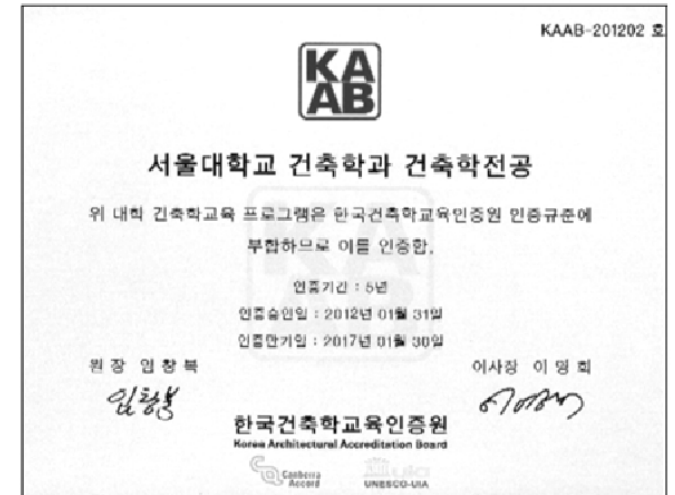 KAAB-201202 호
KA
AB
서울대학교 건축학과 건축학전공
위 대학 건축학교육 프로그램은 한국건축학교육인증원 인증규준에
부합하므로 이를 인증함.
인증기간 : 5년
인증승인일 : 2012년 01월 31일
인증만기일 : 2017년 01월 30일
원장 임창복
이사장 이영희
임창복
한국건축학교육인증원
Korea Architectural Accreditation Board
Canberra
Accord
uia
UNESCO-UIA